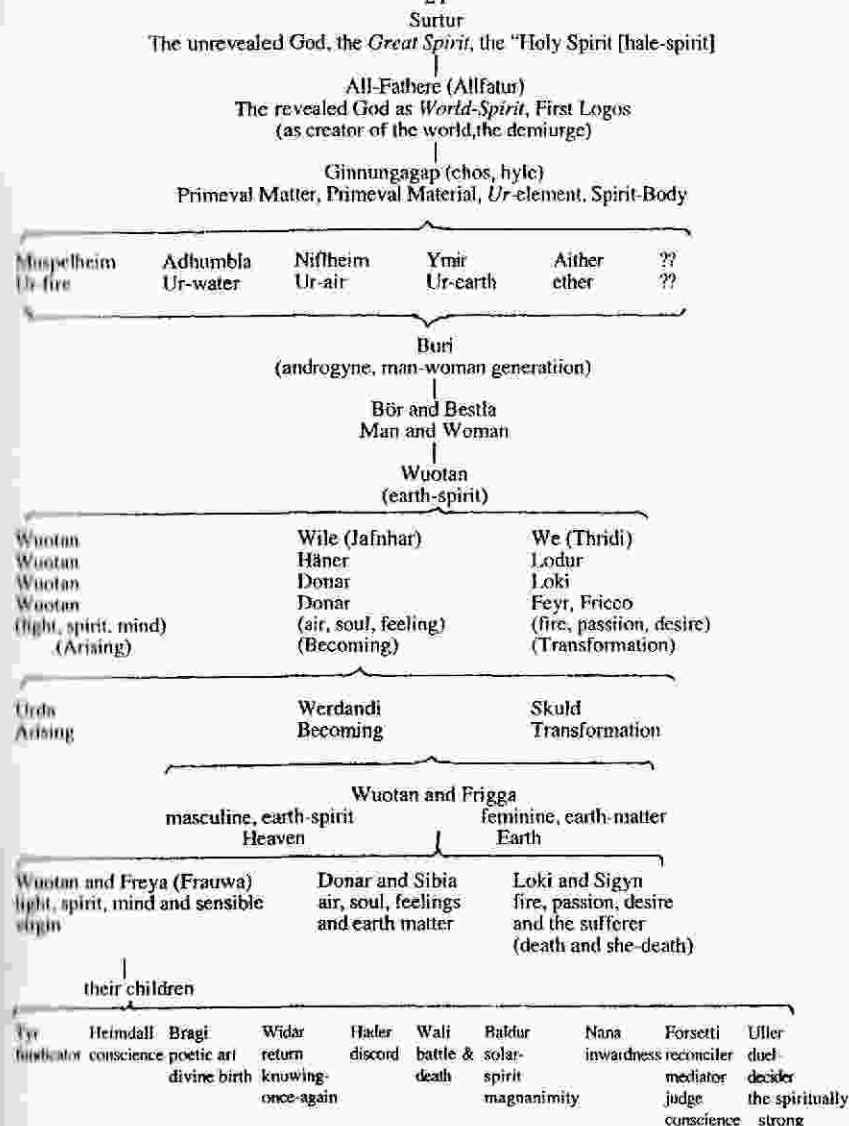 Surtur
The unrevealed God, the Great Spirit, the "Holy Spirit [hale-spirit]
All-Fathere (Allfatur)
The revealed God as World-Spirit, First Logos
(as creator of the world,the demiurge)
Ginnungagap (chos, hyle)
Primeval Matter, Primeval Material, Ur-element, Spirit-Body
Muspelheim Adhumbla Niflheim Ymir Aither ??
Ur-fire Ur-water Ur-air Ur-earth ether ??
Buri
(androgyne, man-woman generatiion)
Bör and Bestla
Man and Woman
Wuotan
(earth-spirit)
Wuotan Wile (Jafnhar) We (Thridi)
Wuotan Häner Lodur
Wuotan Donar Loki
Wuotan Donar Feyr, Fricco
(light, spirit, mind) (air, soul, feeling) (fire, passiion, desire)
(Arising) (Becoming) (Transformation)
Urda Werdandi Skuld
Arising Becoming Transformation
Wuotan and Frigga
masculine, earth-spirit feminine, earth-matter
Heaven Earth
Wuotan and Freya (Frauwa) Donar and Sibia Loki and Sigyn
light, spirit, mind and sensible air, soul, feelings fire, passion, desire
virgin and earth matter and the sufferer
(death and she-death)
their children
Tyr Heimdall Bragi Widar Hader Wali Baldur Nana Forsetti Uller
conscience poetic art return discord battle & solar- inwardness reconciler duel-
divine birth knowing- death spirit mediator decider
once-again magnanimity judge the spiritually
conscience strong